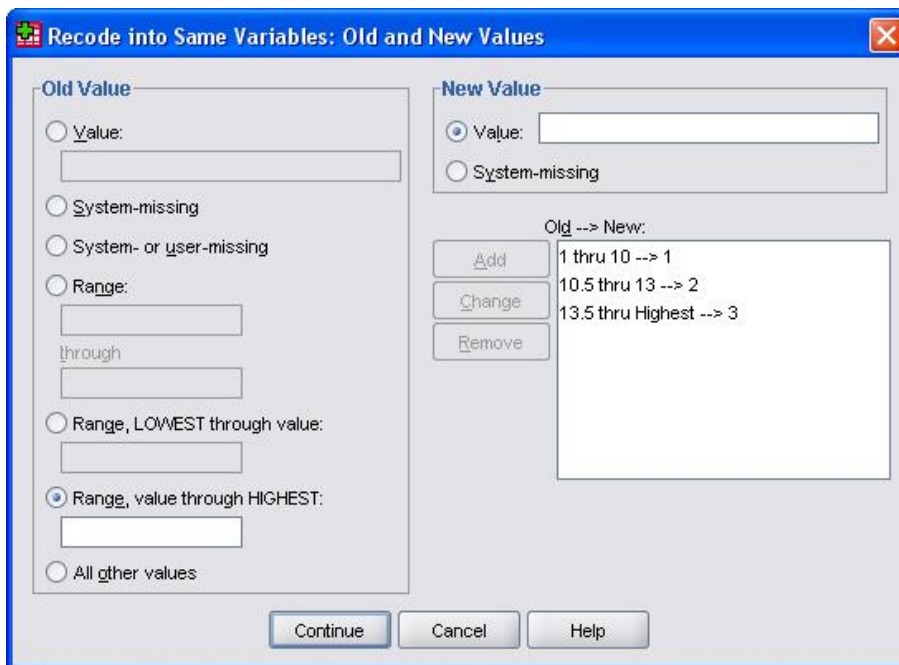 Recode into Same Variables: Old and New Values
Old Value
Value:
System-missing
System- or user-missing
Range:
through
Range, LOWEST through value:
Range, value through HIGHEST:
All other values
New Value
Value:
System-missing
Old --> New:
Add
Change
Remove
1 thru 10 --> 1
10.5 thru 13 --> 2
13.5 thru Highest --> 3
Continue
Cancel
Help